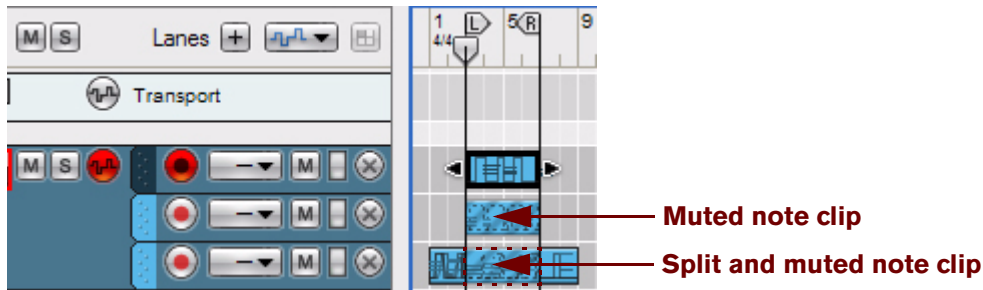 M S Lanes + 1 L 5 R 9
4/4
Transport
M S M
M Muted note clip
M Split and muted note clip